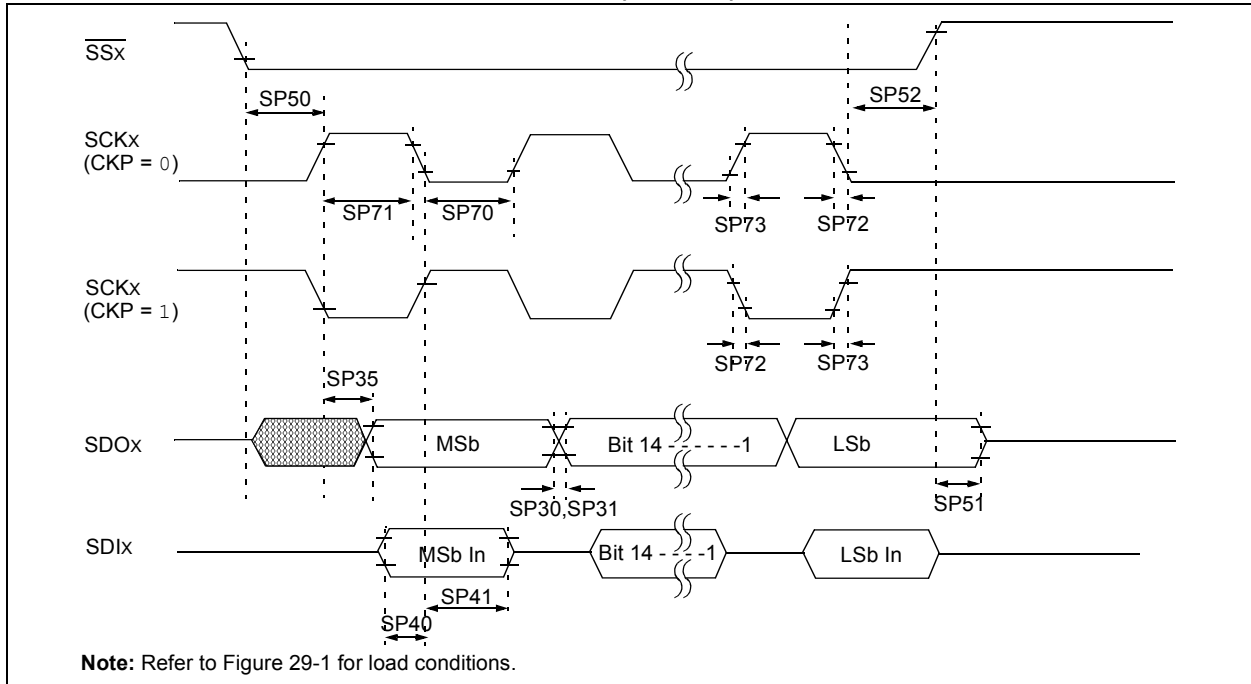 SSx
SP50
SP52
SCKx
(CKP = 0)
SP71
SP70
SP73
SP72
SCKx
(CKP = 1)
SP72
SP73
SP35
SDOx
MSb
Bit 14 - - - - - -1
LSb
SP30,SP31
SP51
SDIx
MSb In
Bit 14 - - - -1
LSb In
SP41
SP40
Note: Refer to Figure 29-1 for load conditions.